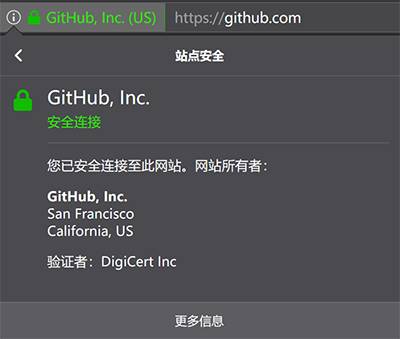 GitHub, Inc. (US) https://github.com
站点安全
GitHub, Inc.
安全连接
您已安全连接至此网站。网站所有者：
GitHub, Inc.
San Francisco
California, US
验证者：DigiCert Inc
更多信息